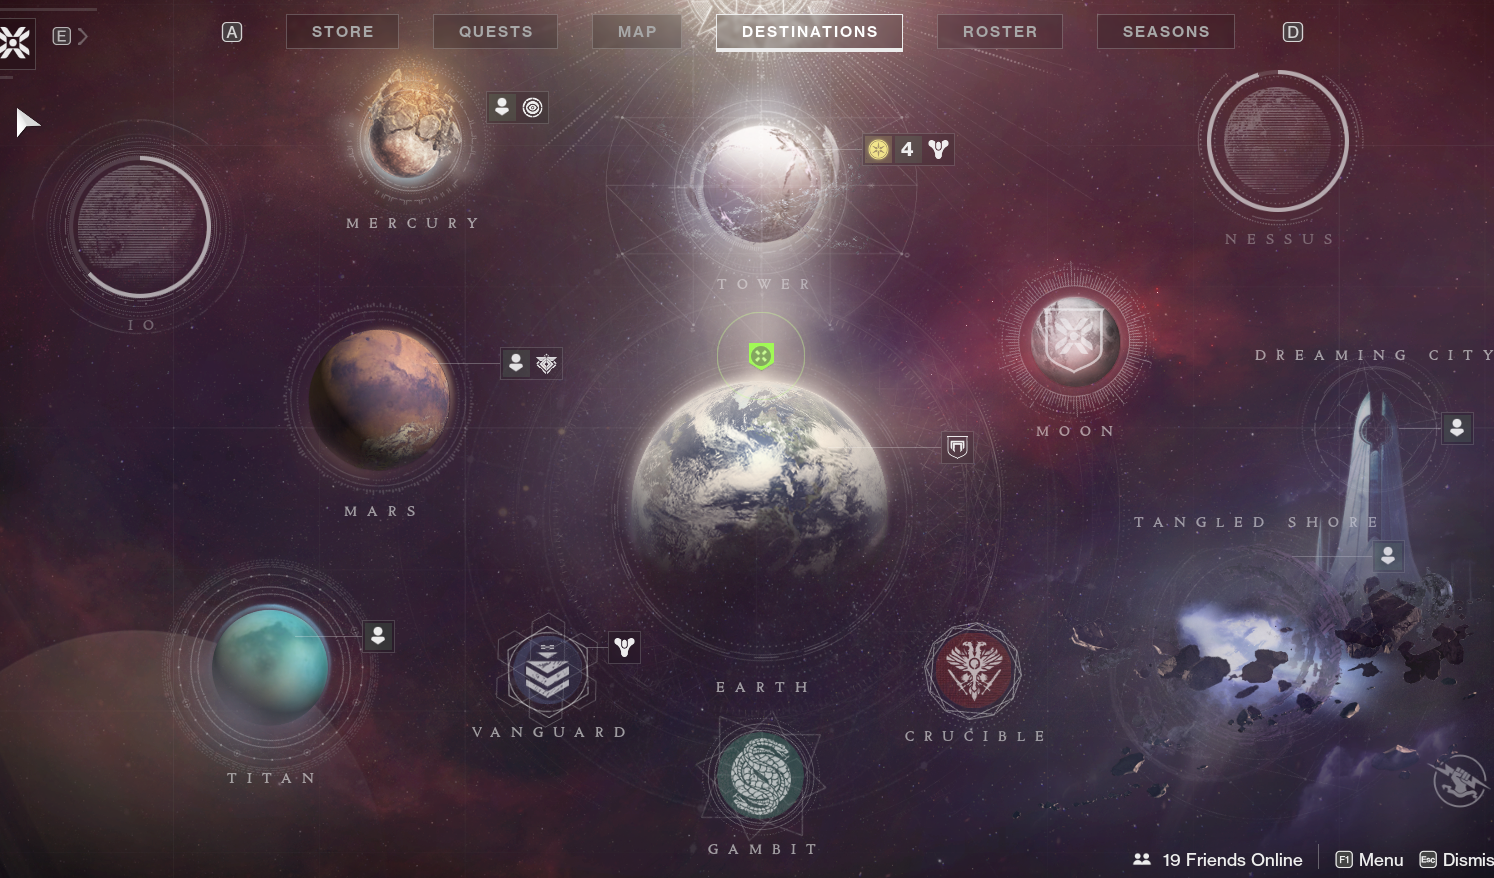 E
A
STORE
QUESTS
MAP
DESTINATIONS
ROSTER
SEASONS
D
MERCURY
4
NESSUS
TOWER
IO
DREAMING CITY
MOON
MARS
TANGLED SHORE
EARTH
VANGUARD
CRUCIBLE
TITAN
GAMBIT
19 Friends Online
F1 Menu
Esc Dismis